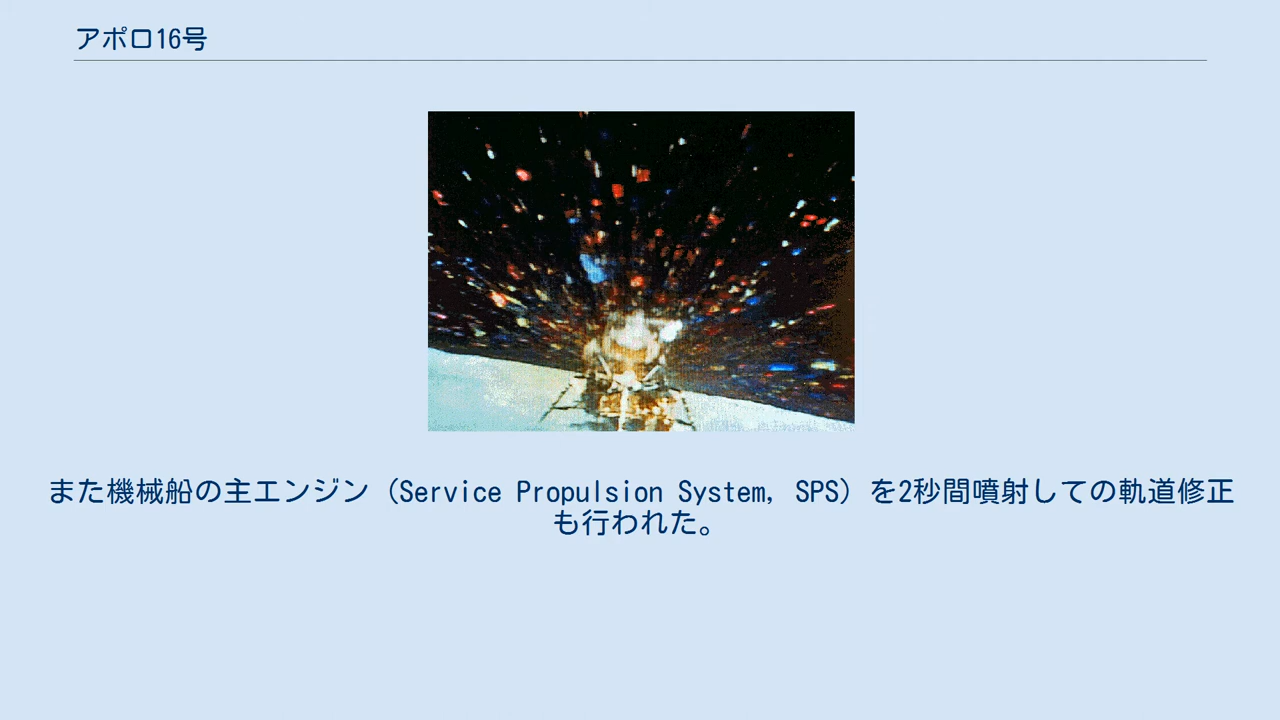 アポロ16号
また機械船の主エンジン（Service Propulsion System, SPS）を2秒間噴射しての軌道修正
も行われた。